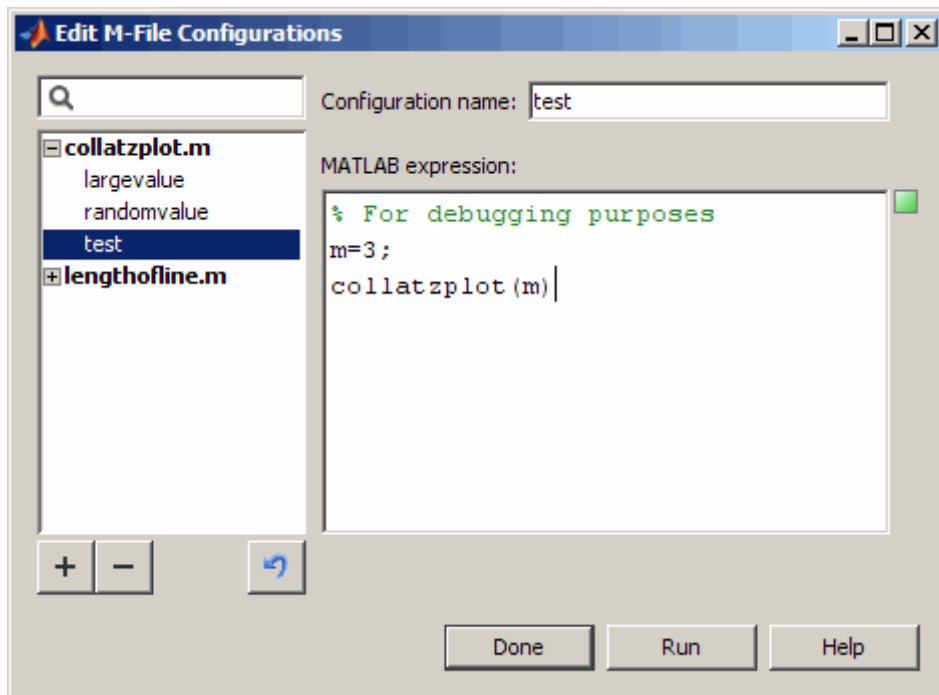 Edit M-File Configurations
Configuration name: test
collatzplot.m
largevalue
randomvalue
test
lengthofline.m
MATLAB expression:
% For debugging purposes
m=3;
collatzplot(m)
Done
Run
Help